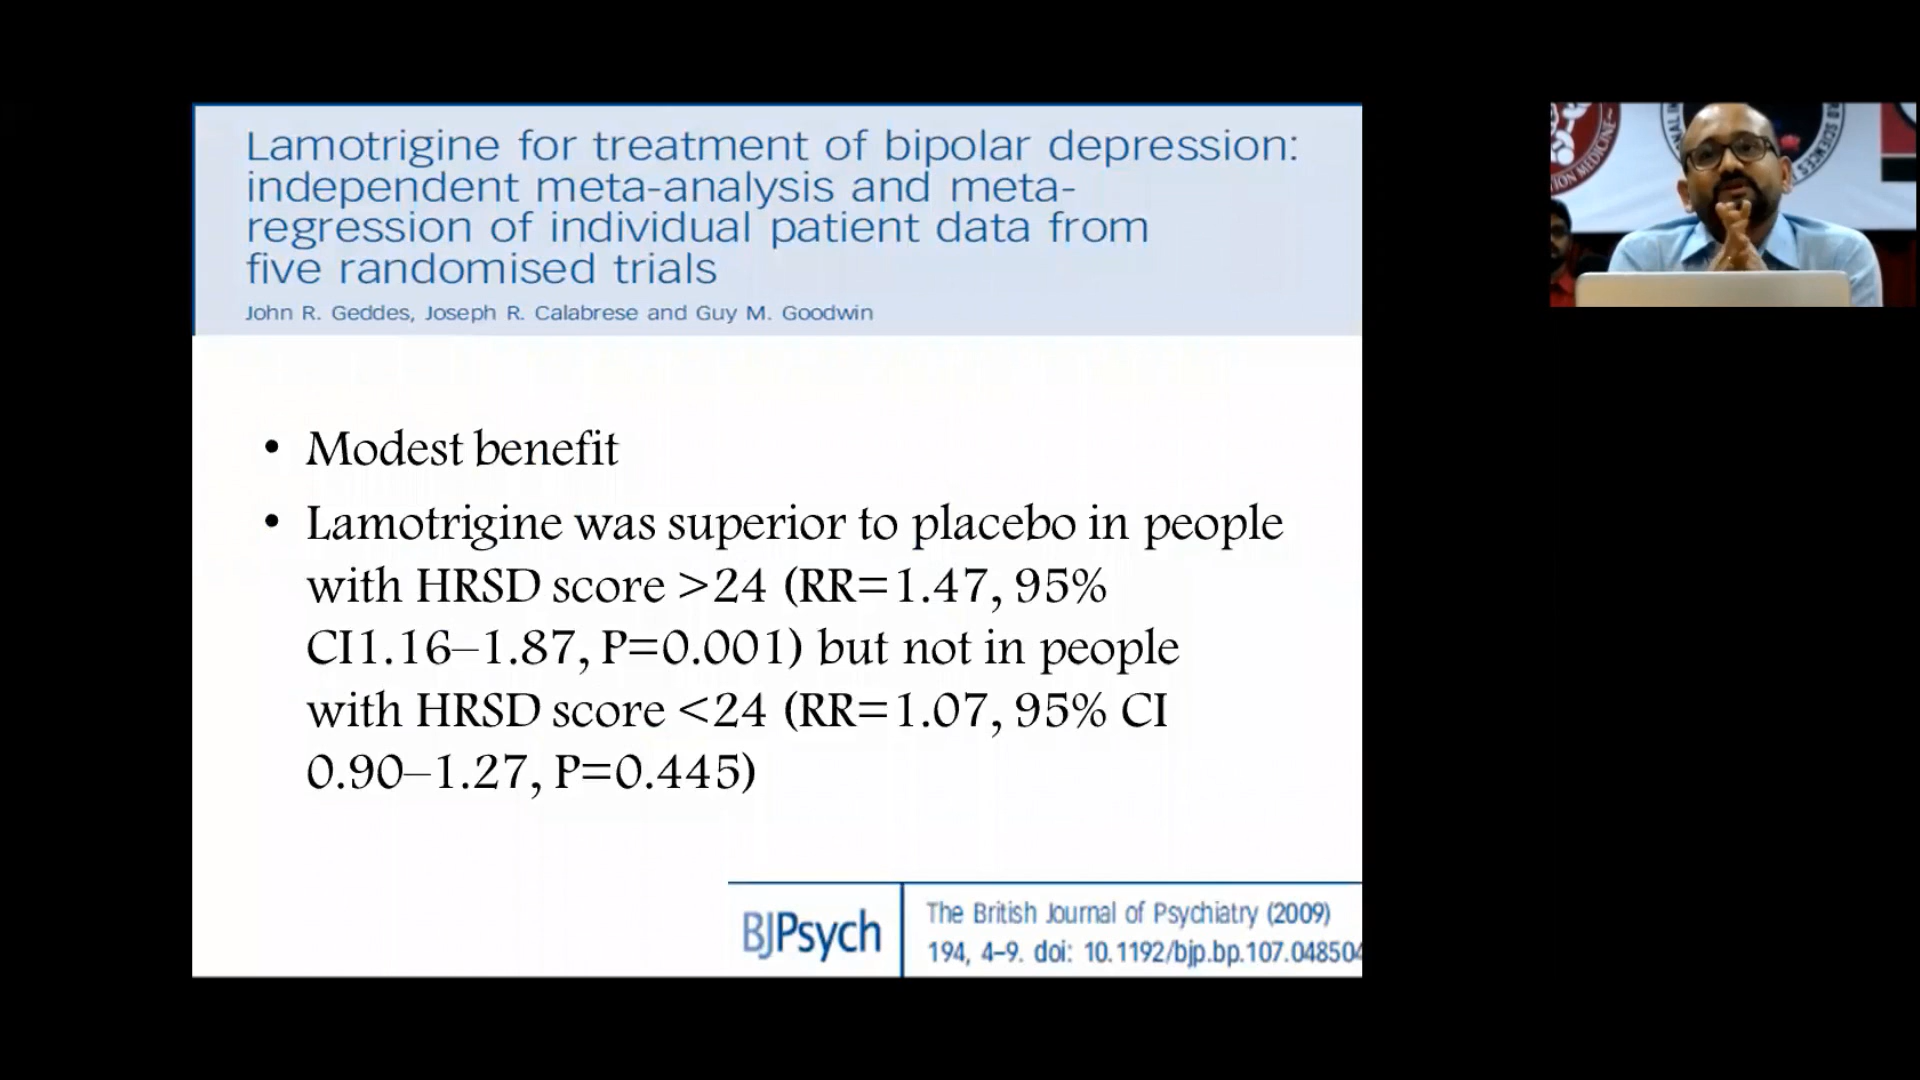 Lamotrigine for treatment of bipolar depression:
independent meta-analysis and meta-
regression of individual patient data from
five randomised trials
John R. Geddes, Joseph R. Calabrese and Guy M. Goodwin
• Modest benefit
• Lamotrigine was superior to placebo in people
with HRSD score >24 (RR=1.47, 95%
CI1.16–1.87, P=0.001) but not in people
with HRSD score <24 (RR=1.07, 95% CI
0.90–1.27, P=0.445)
BJPsych
The British Journal of Psychiatry (2009)
194, 4–9. doi: 10.1192/bjp.bp.107.048504
ION MEDICINE